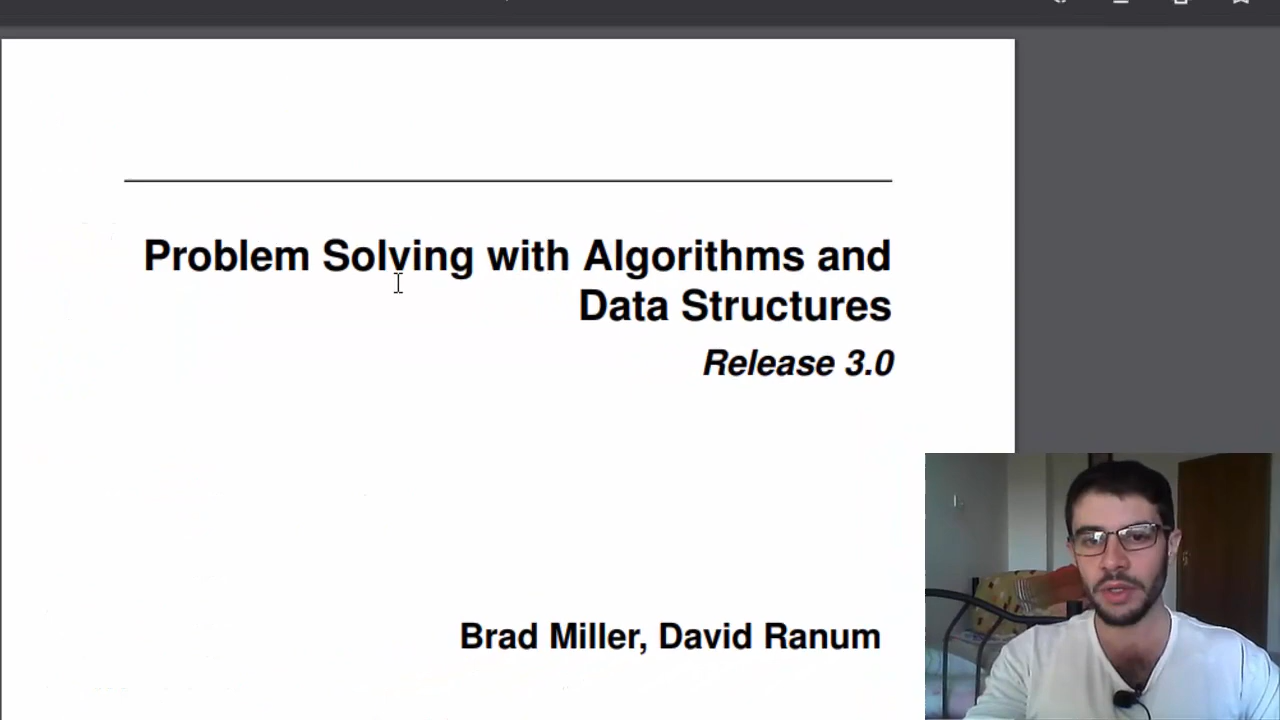 Problem Solving with Algorithms and
Data Structures
Release 3.0
Brad Miller, David Ranum